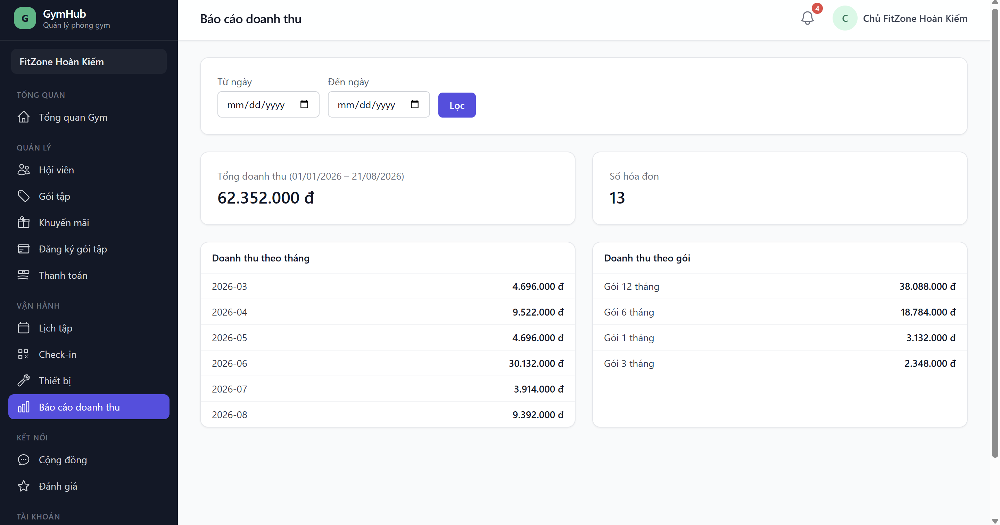 G
GymHub
Quản lý phòng gym
FitZone Hoàn Kiếm
TỔNG QUAN
Tổng quan Gym
QUẢN LÝ
Hội viên
Gói tập
Khuyến mãi
Đăng ký gói tập
Thanh toán
VẬN HÀNH
Lịch tập
Check-in
Thiết bị
Báo cáo doanh thu
KẾT NỐI
Cộng đồng
Đánh giá
TÀI KHOẢN
Báo cáo doanh thu
4
C
Chủ FitZone Hoàn Kiếm
Từ ngày
Đến ngày
mm/dd/yyyy
mm/dd/yyyy
Lọc
Tổng doanh thu (01/01/2026 – 21/08/2026)
62.352.000 đ
Số hóa đơn
13
Doanh thu theo tháng
2026-03 4.696.000 đ
2026-04 9.522.000 đ
2026-05 4.696.000 đ
2026-06 30.132.000 đ
2026-07 3.914.000 đ
2026-08 9.392.000 đ
Doanh thu theo gói
Gói 12 tháng 38.088.000 đ
Gói 6 tháng 18.784.000 đ
Gói 1 tháng 3.132.000 đ
Gói 3 tháng 2.348.000 đ